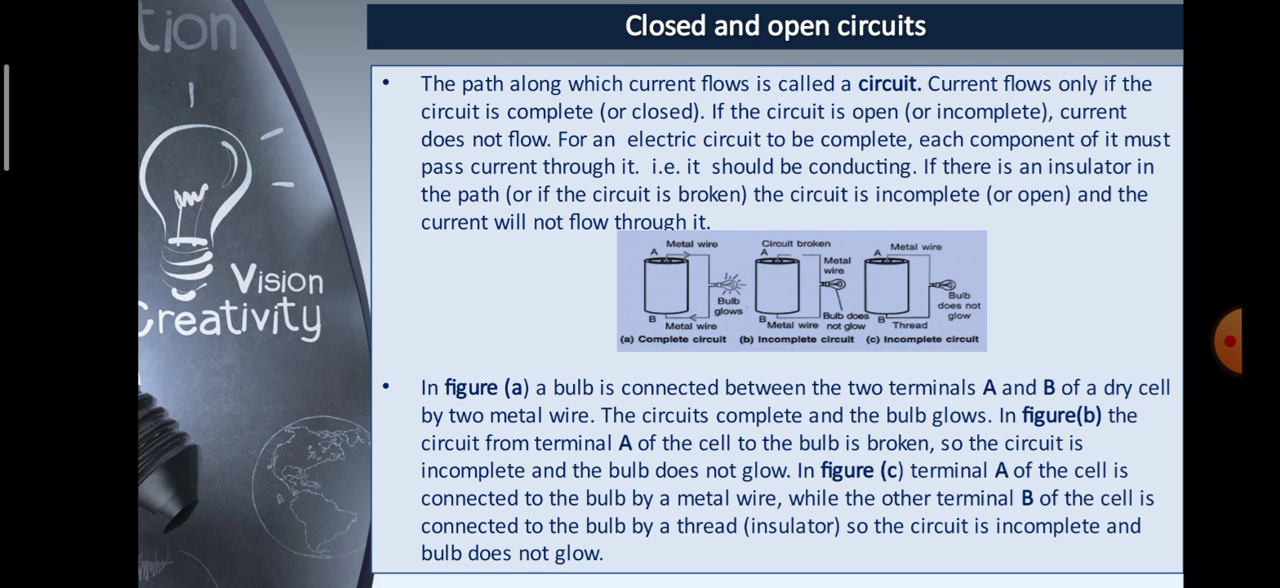 tion
Closed and open circuits
• The path along which current flows is called a circuit. Current flows only if the
circuit is complete (or closed). If the circuit is open (or incomplete), current
does not flow. For an electric circuit to be complete, each component of it must
pass current through it. i.e. it should be conducting. If there is an insulator in
the path (or if the circuit is broken) the circuit is incomplete (or open) and the
current will not flow through it.
Metal wire
A
Bulb
glows
B
Metal wire
(a) Complete circuit
Circuit broken
A
Metal
wire
Bulb does
not glow
B
Metal wire
(b) Incomplete circuit
Metal wire
A
Bulb
does not
glow
B
Thread
(c) Incomplete circuit
Vision
Creativity
• In figure (a) a bulb is connected between the two terminals A and B of a dry cell
by two metal wire. The circuits complete and the bulb glows. In figure(b) the
circuit from terminal A of the cell to the bulb is broken, so the circuit is
incomplete and the bulb does not glow. In figure (c) terminal A of the cell is
connected to the bulb by a metal wire, while the other terminal B of the cell is
connected to the bulb by a thread (insulator) so the circuit is incomplete and
bulb does not glow.